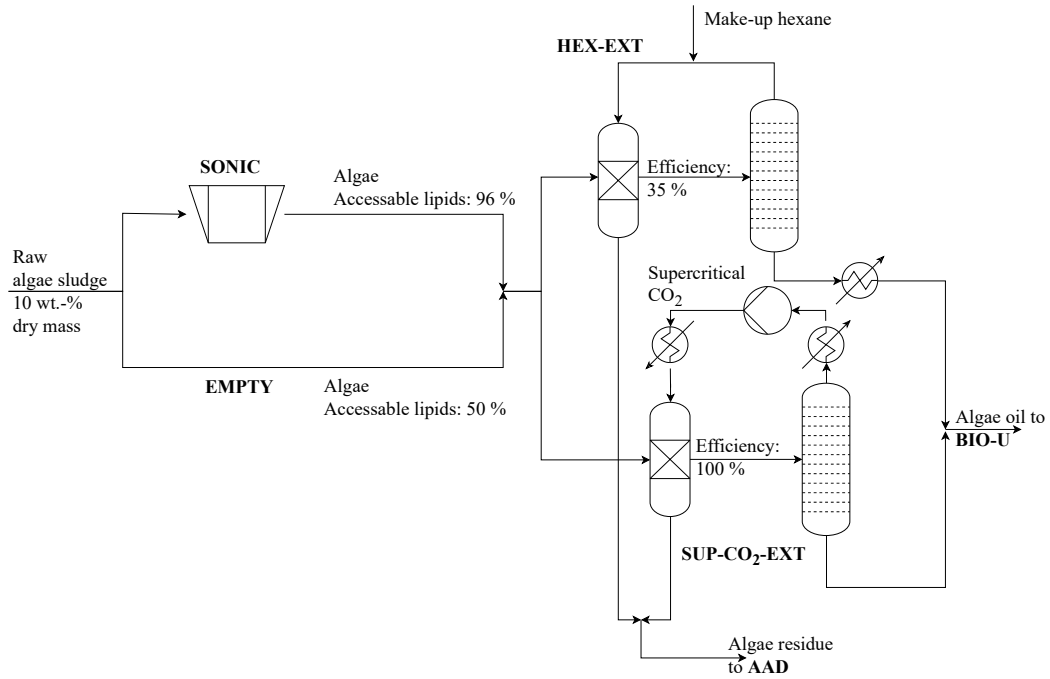 Make-up hexane
HEX-EXT
SONIC
Algae
Accessable lipids: 96 %
Efficiency:
35 %
Raw
algae sludge
10 wt.-%
dry mass
Supercritical
CO2
EMPTY
Algae
Accessable lipids: 50 %
Efficiency:
100 %
Algae oil to
BIO-U
SUP-CO2-EXT
Algae residue
to AAD